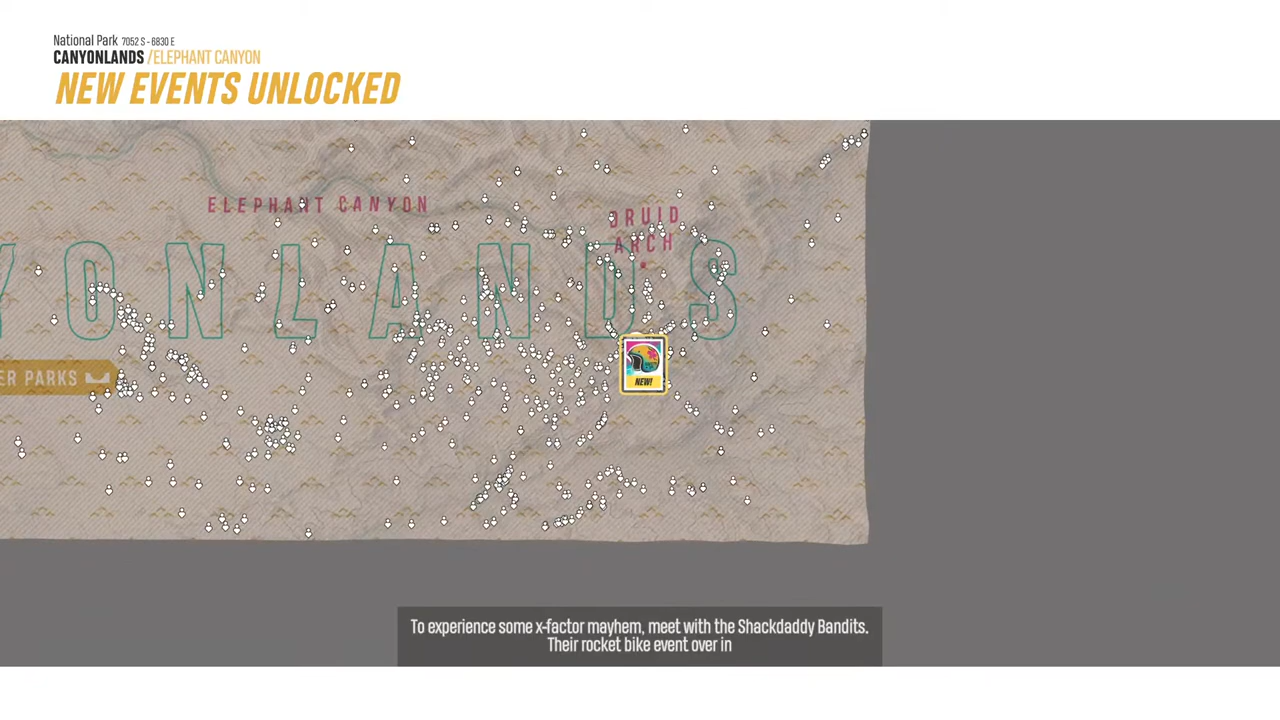 National Park 7052 S - 6830 E
CANYONLANDS /ELEPHANT CANYON
NEW EVENTS UNLOCKED
ELEPHANT CANYON
DRUID
ARCH
YONLANDS
ER PARKS
NEW!
To experience some x-factor mayhem, meet with the Shackdaddy Bandits.
Their rocket bike event over in